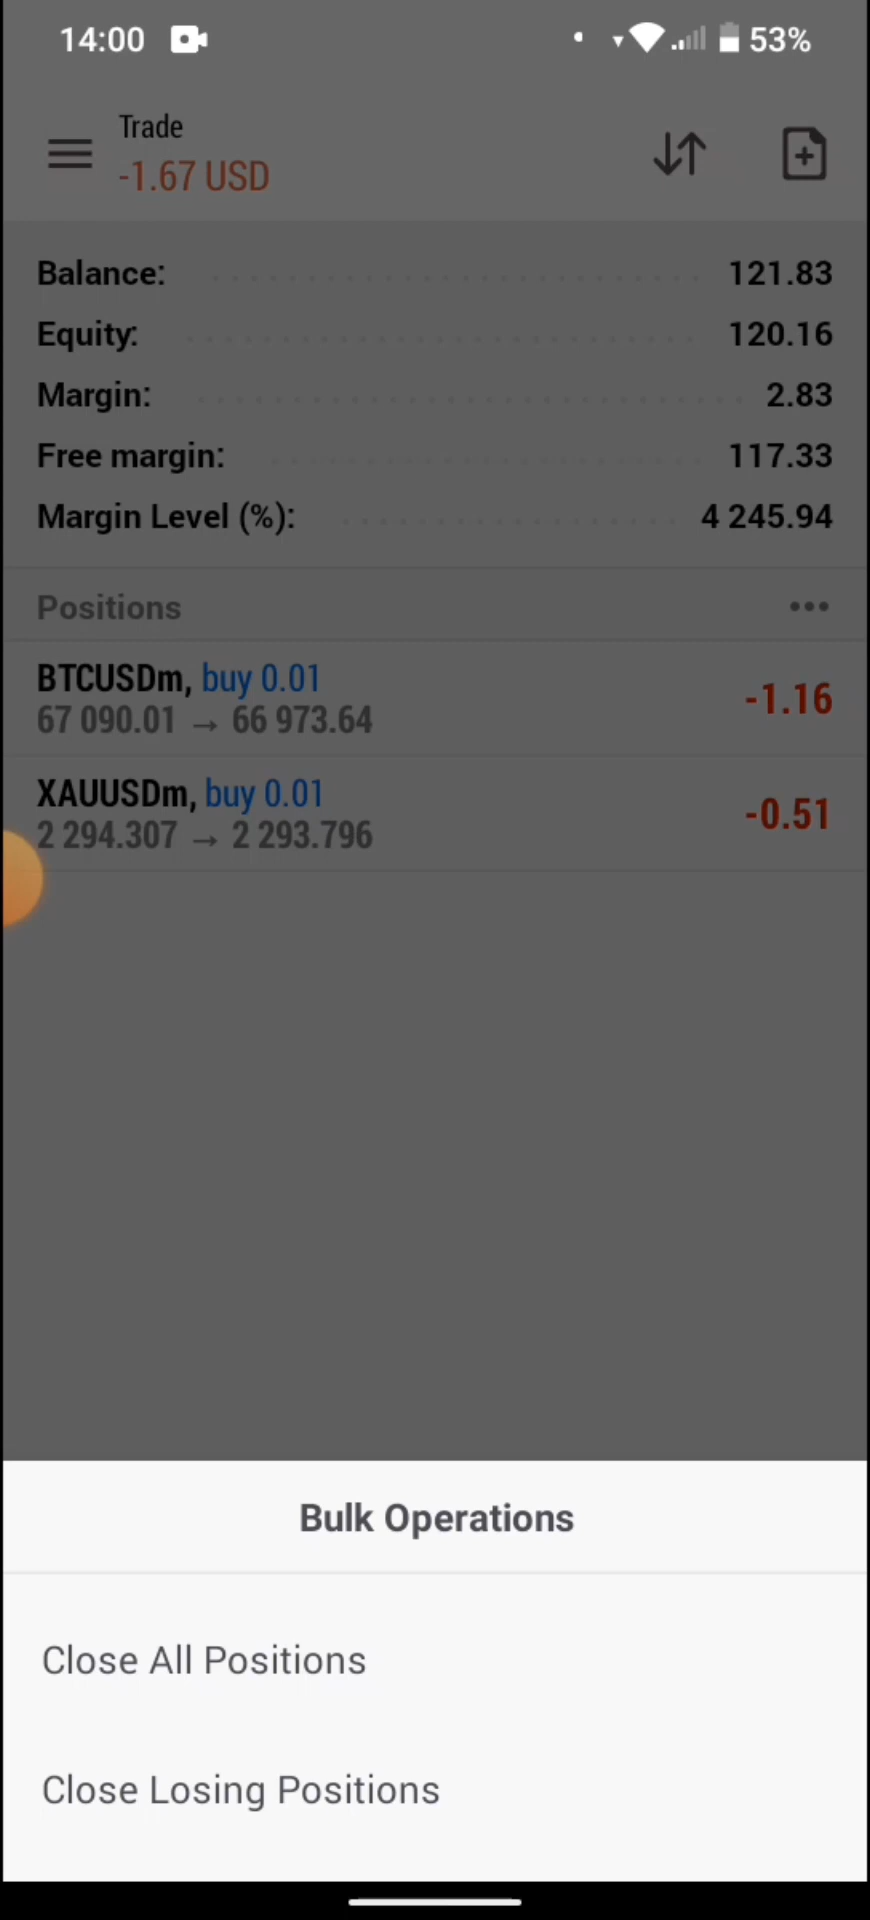 14:00 53%
Trade
-1.67 USD
Balance: 121.83
Equity: 120.16
Margin: 2.83
Free margin: 117.33
Margin Level (%): 4 245.94
Positions
BTCUSDm, buy 0.01
67 090.01 → 66 973.64 -1.16
XAUUSDm, buy 0.01
2 294.307 → 2 293.796 -0.51
Bulk Operations
Close All Positions
Close Losing Positions